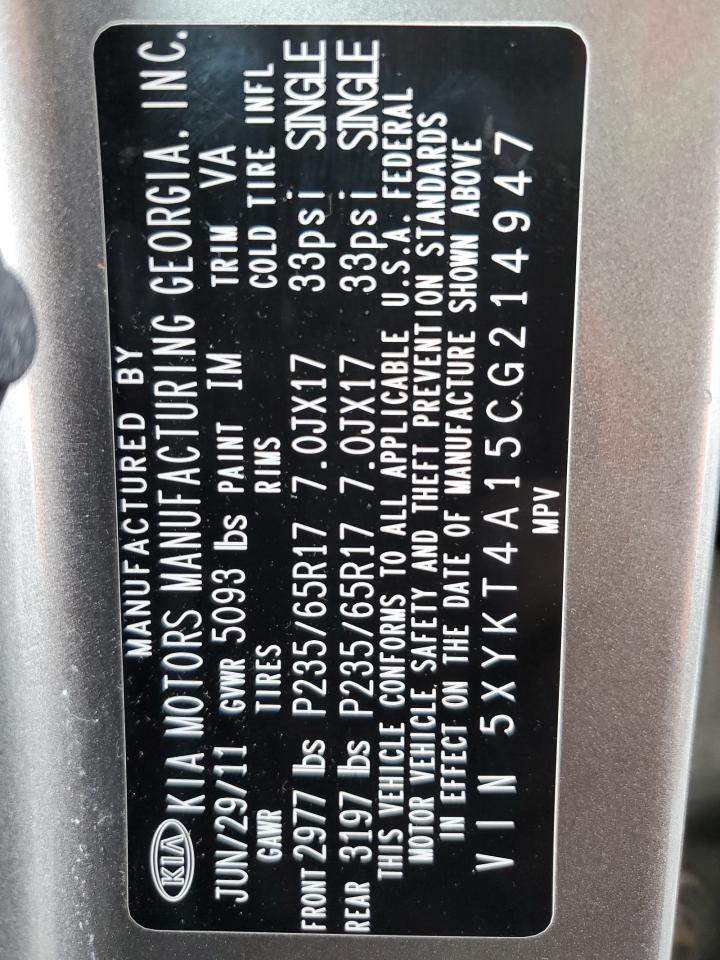 MANUFACTURED BY
KIA KIA MOTORS MANUFACTURING GEORGIA, INC.
JUN/29/11 GVWR 5093 lbs PAINT IM TRIM VA
GAWR TIRES RIMS COLD TIRE INFL
FRONT 2977 lbs P235/65R17 7.0JX17 33psi SINGLE
REAR 3197 lbs P235/65R17 7.0JX17 33psi SINGLE
THIS VEHICLE CONFORMS TO ALL APPLICABLE U.S.A. FEDERAL
MOTOR VEHICLE SAFETY AND THEFT PREVENTION STANDARDS
IN EFFECT ON THE DATE OF MANUFACTURE SHOWN ABOVE
VIN 5XYKT4A15CG214947
MPV